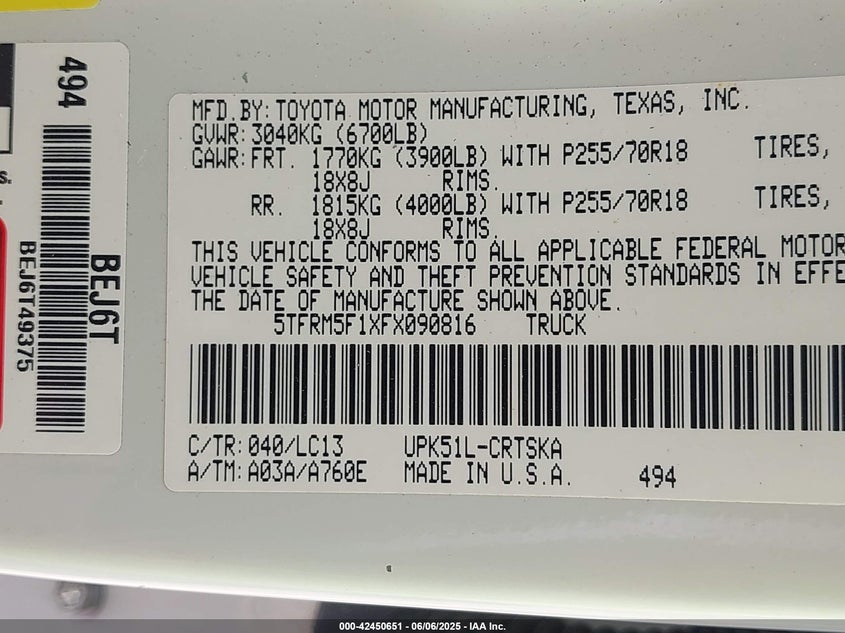 494
BEJ6T
BEJ6T49375
S.
MFD.BY:TOYOTA MOTOR MANUFACTURING, TEXAS, INC.
GVWR:3040KG (6700LB)
GAWR:FRT. 1770KG (3900LB) WITH P255/70R18 TIRES,
18X8J RIMS.
RR. 1815KG (4000LB) WITH P255/70R18 TIRES,
18X8J RIMS.
THIS VEHICLE CONFORMS TO ALL APPLICABLE FEDERAL MOTOR
VEHICLE SAFETY AND THEFT PREVENTION STANDARDS IN EFFE
THE DATE OF MANUFACTURE SHOWN ABOVE.
5TFRM5F1XFX090816 TRUCK
C/TR:040/LC13 UPK51L-CRTSKA
A/TM:A03A/A760E MADE IN U.S.A. 494
000-42450651 - 06/06/2025 - IAA Inc.